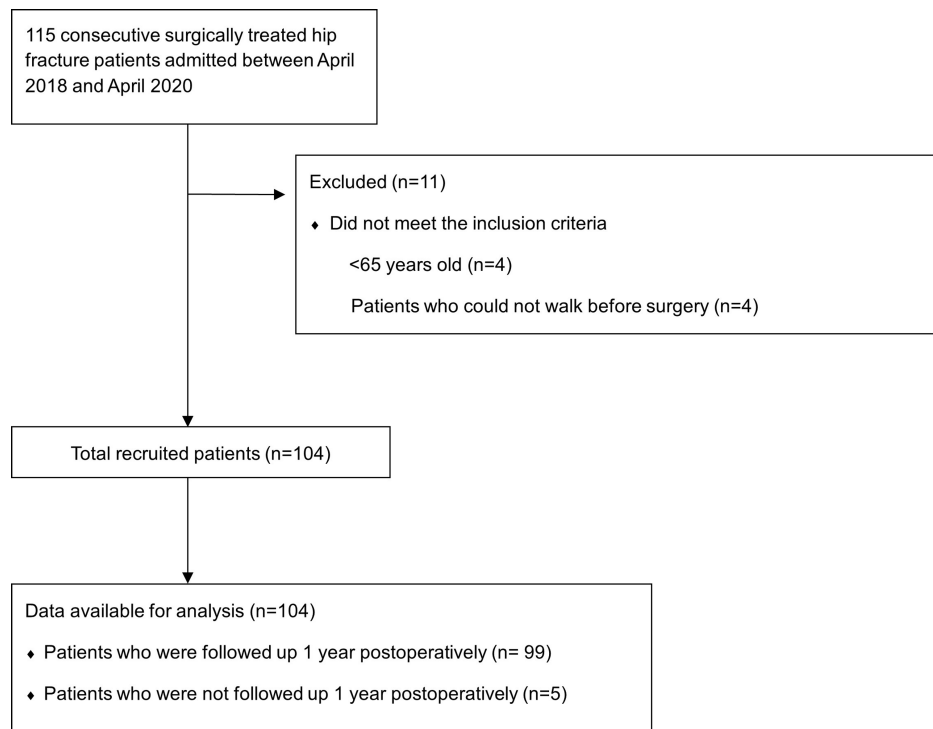 115 consecutive surgically treated hip
fracture patients admitted between April
2018 and April 2020
Excluded (n=11)
♦ Did not meet the inclusion criteria
<65 years old (n=4)
Patients who could not walk before surgery (n=4)
Total recruited patients (n=104)
Data available for analysis (n=104)
♦ Patients who were followed up 1 year postoperatively (n= 99)
♦ Patients who were not followed up 1 year postoperatively (n=5)